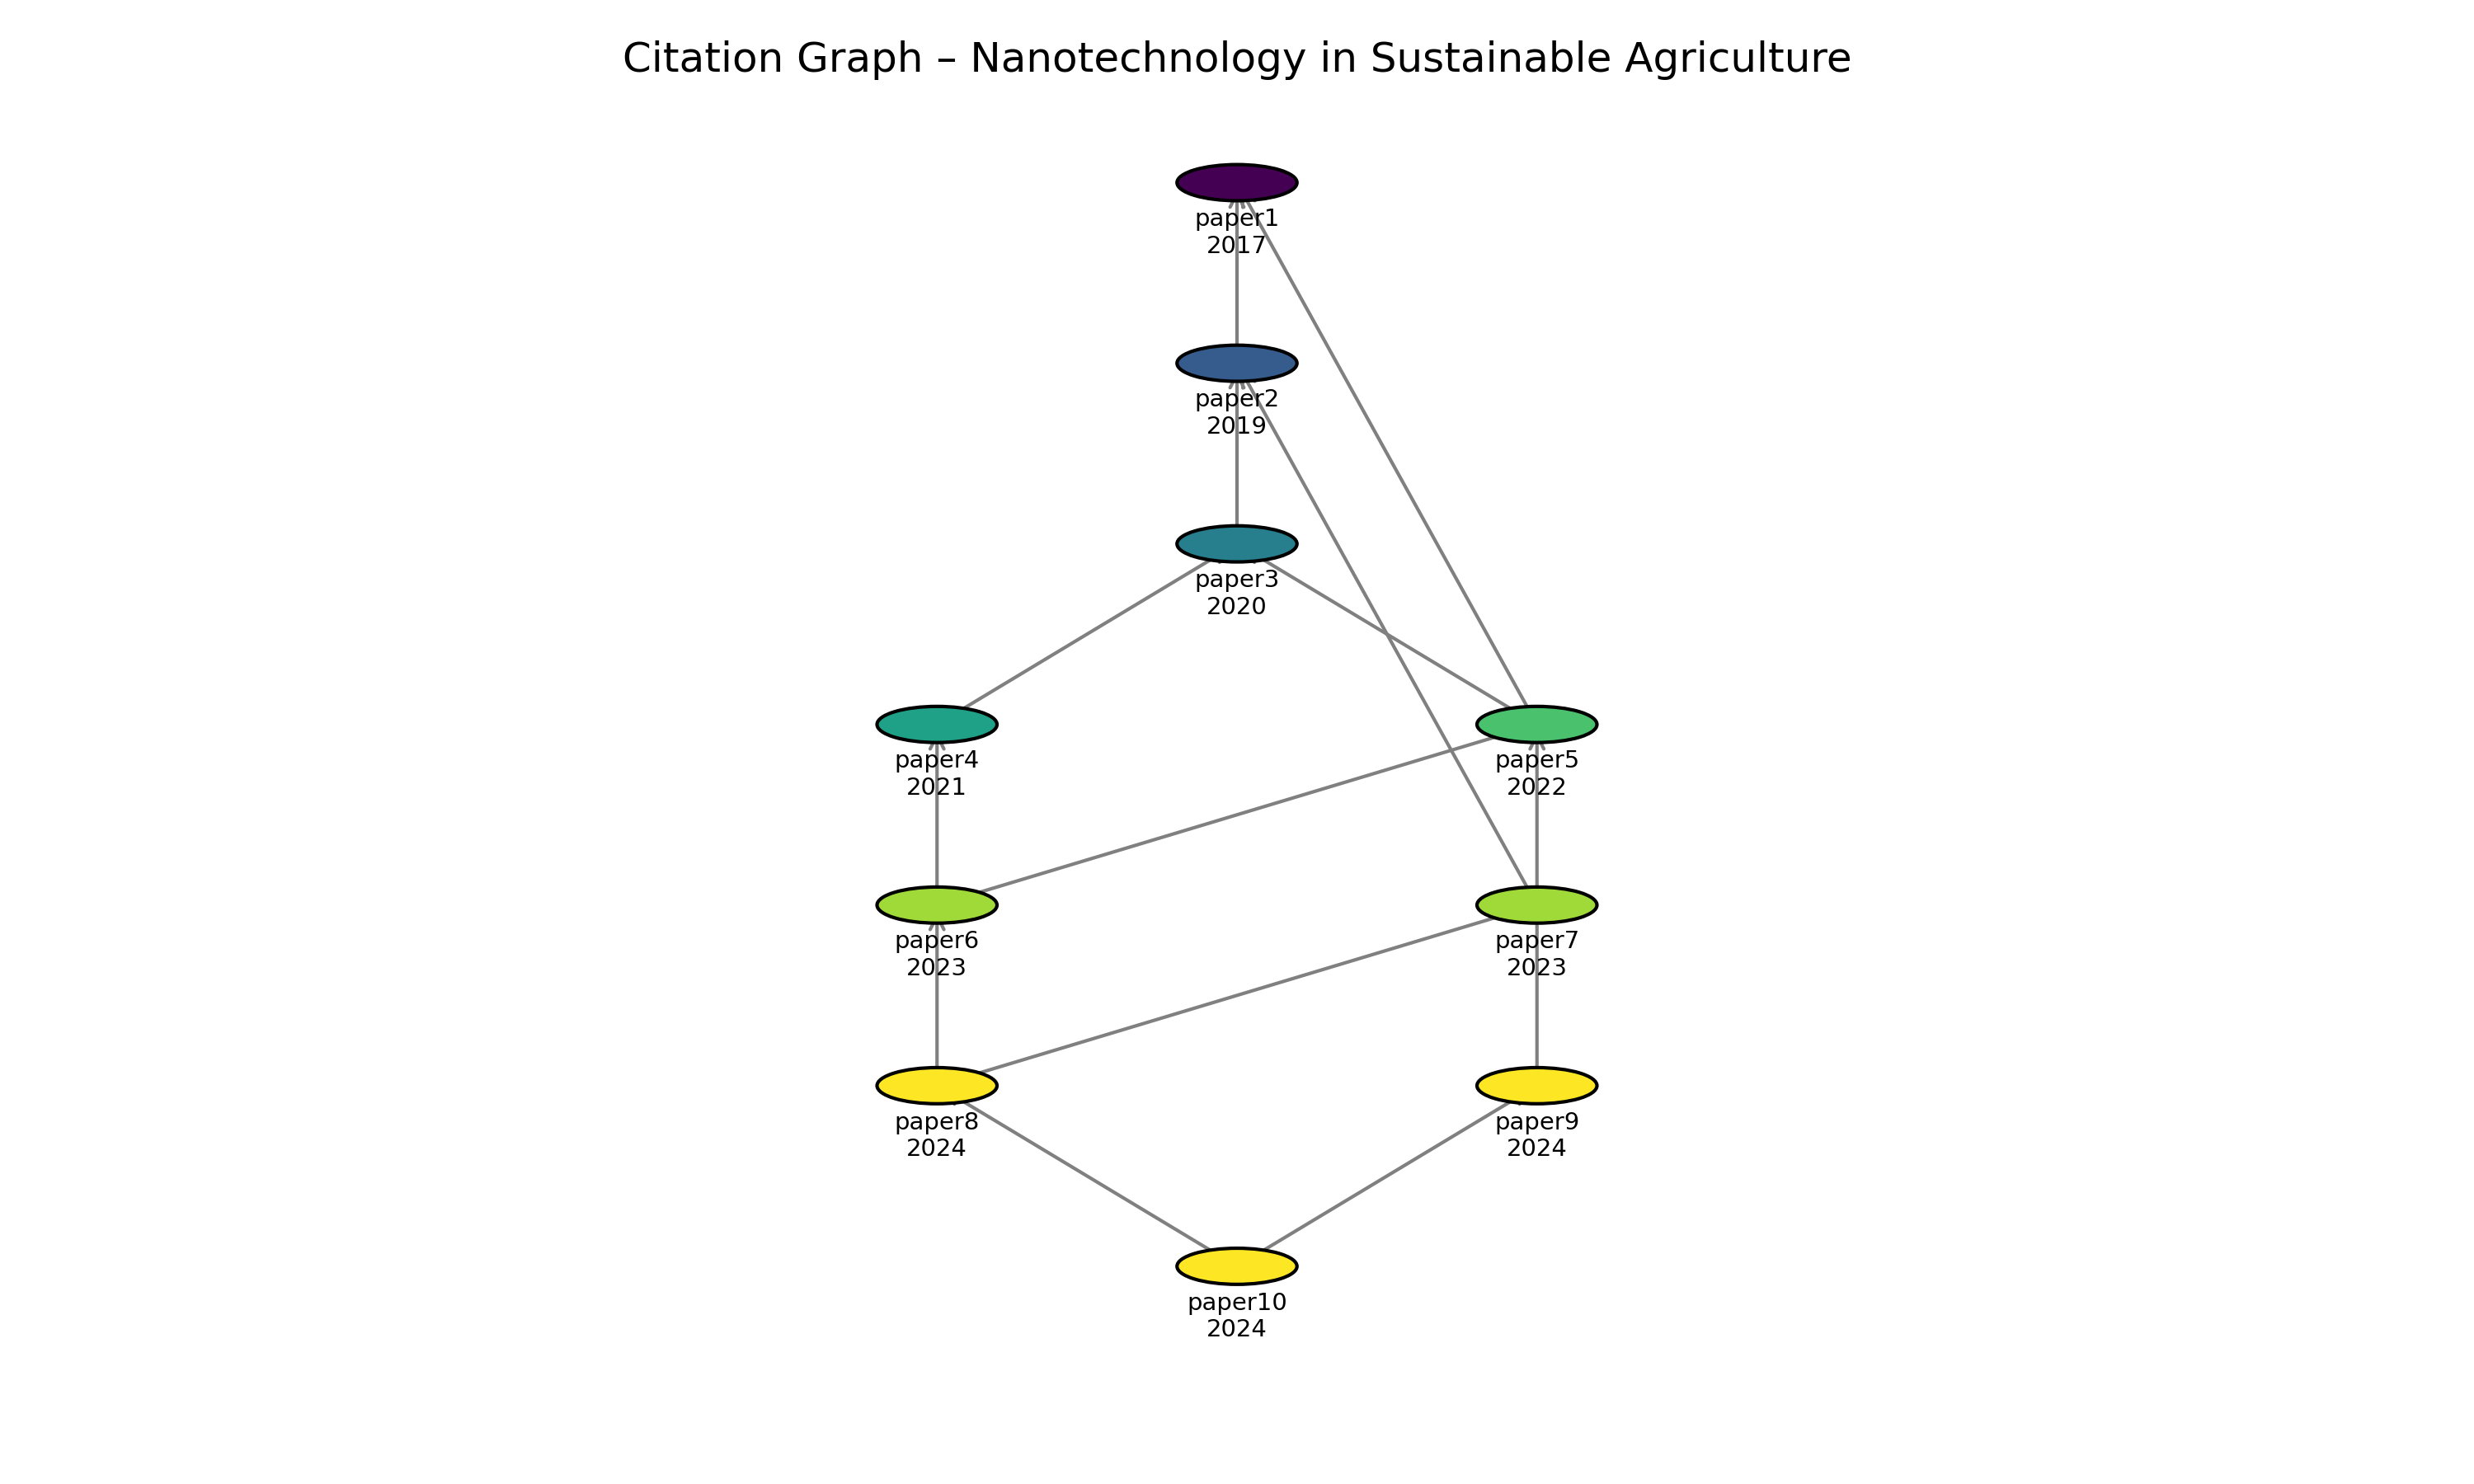 Citation Graph – Nanotechnology in Sustainable Agriculture
paper1
2017
paper2
2019
paper3
2020
paper4
2021
paper5
2022
paper6
2023
paper7
2023
paper8
2024
paper9
2024
paper10
2024